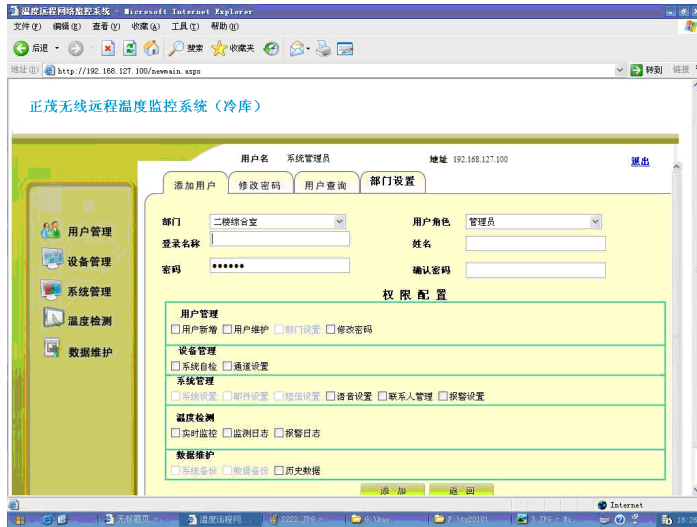 温度远程网络监控系统 - Microsoft Internet Explorer
文件(F) 编辑(E) 查看(V) 收藏(A) 工具(T) 帮助(H)
后退 搜索 收藏夹
地址(D) http://192.168.127.100/newmain.aspx 转到 链接
正茂无线远程温度监控系统（冷库）
用户名 系统管理员 地址 192.168.127.100 退出
添加用户 修改密码 用户查询 部门设置
用户管理
设备管理
系统管理
温度检测
数据维护
部门 二楼综合室 用户角色 管理员
登录名称 姓名
密码 ●●●●●● 确认密码
权限配置
用户管理
用户新增 用户维护 部门设置 修改密码
设备管理
系统自检 通道设置
系统管理
系统设置 邮件设置 短信设置 语音设置 联系人管理 报警设置
温度检测
实时监控 监测日志 报警日志
数据维护
系统备份 数据备份 历史数据
添加 返回
Internet
无标题页 - 温度远程网 2222 JPG